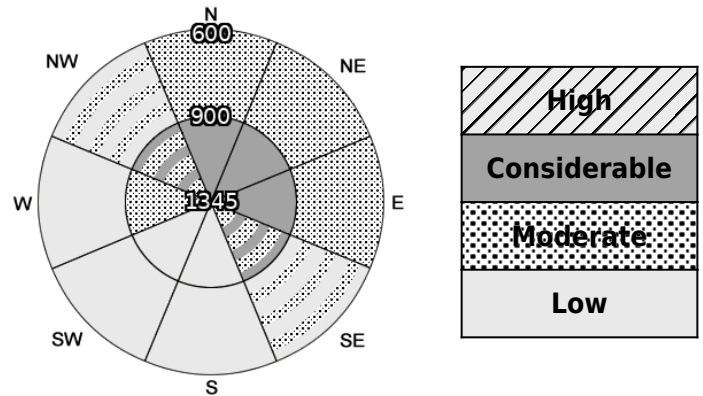 N
600
NW
NE
900
W
1345
E
SW
SE
S
High
Considerable
Moderate
Low